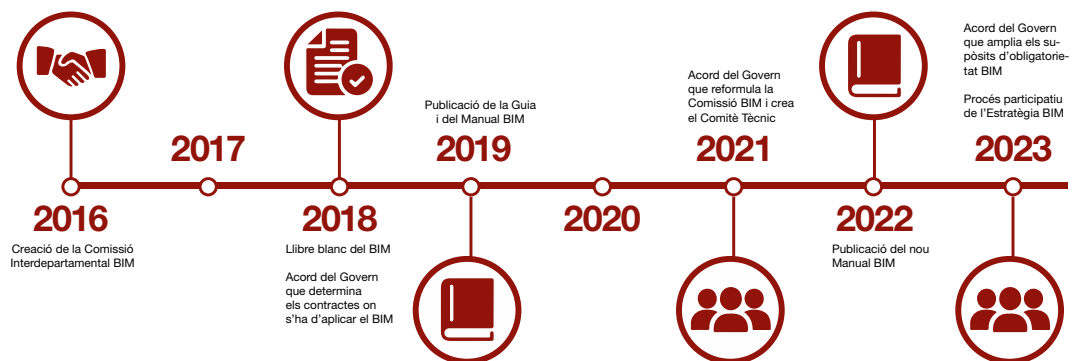 2016
Creació de la Comissió
Interdepartamental BIM
2017
2018
Llibre blanc del BIM
Acord del Govern
que determina
els contractes on
s’ha d’aplicar el BIM
Publicació de la Guia
i del Manual BIM
2019
2020
Acord del Govern
que reformula la
Comissió BIM i crea
el Comitè Tècnic
2021
2022
Publicació del nou
Manual BIM
Acord del Govern
que amplia els su-
pòsits d’obligatorie-
tat BIM
Procés participatiu
de l’Estratègia BIM
2023